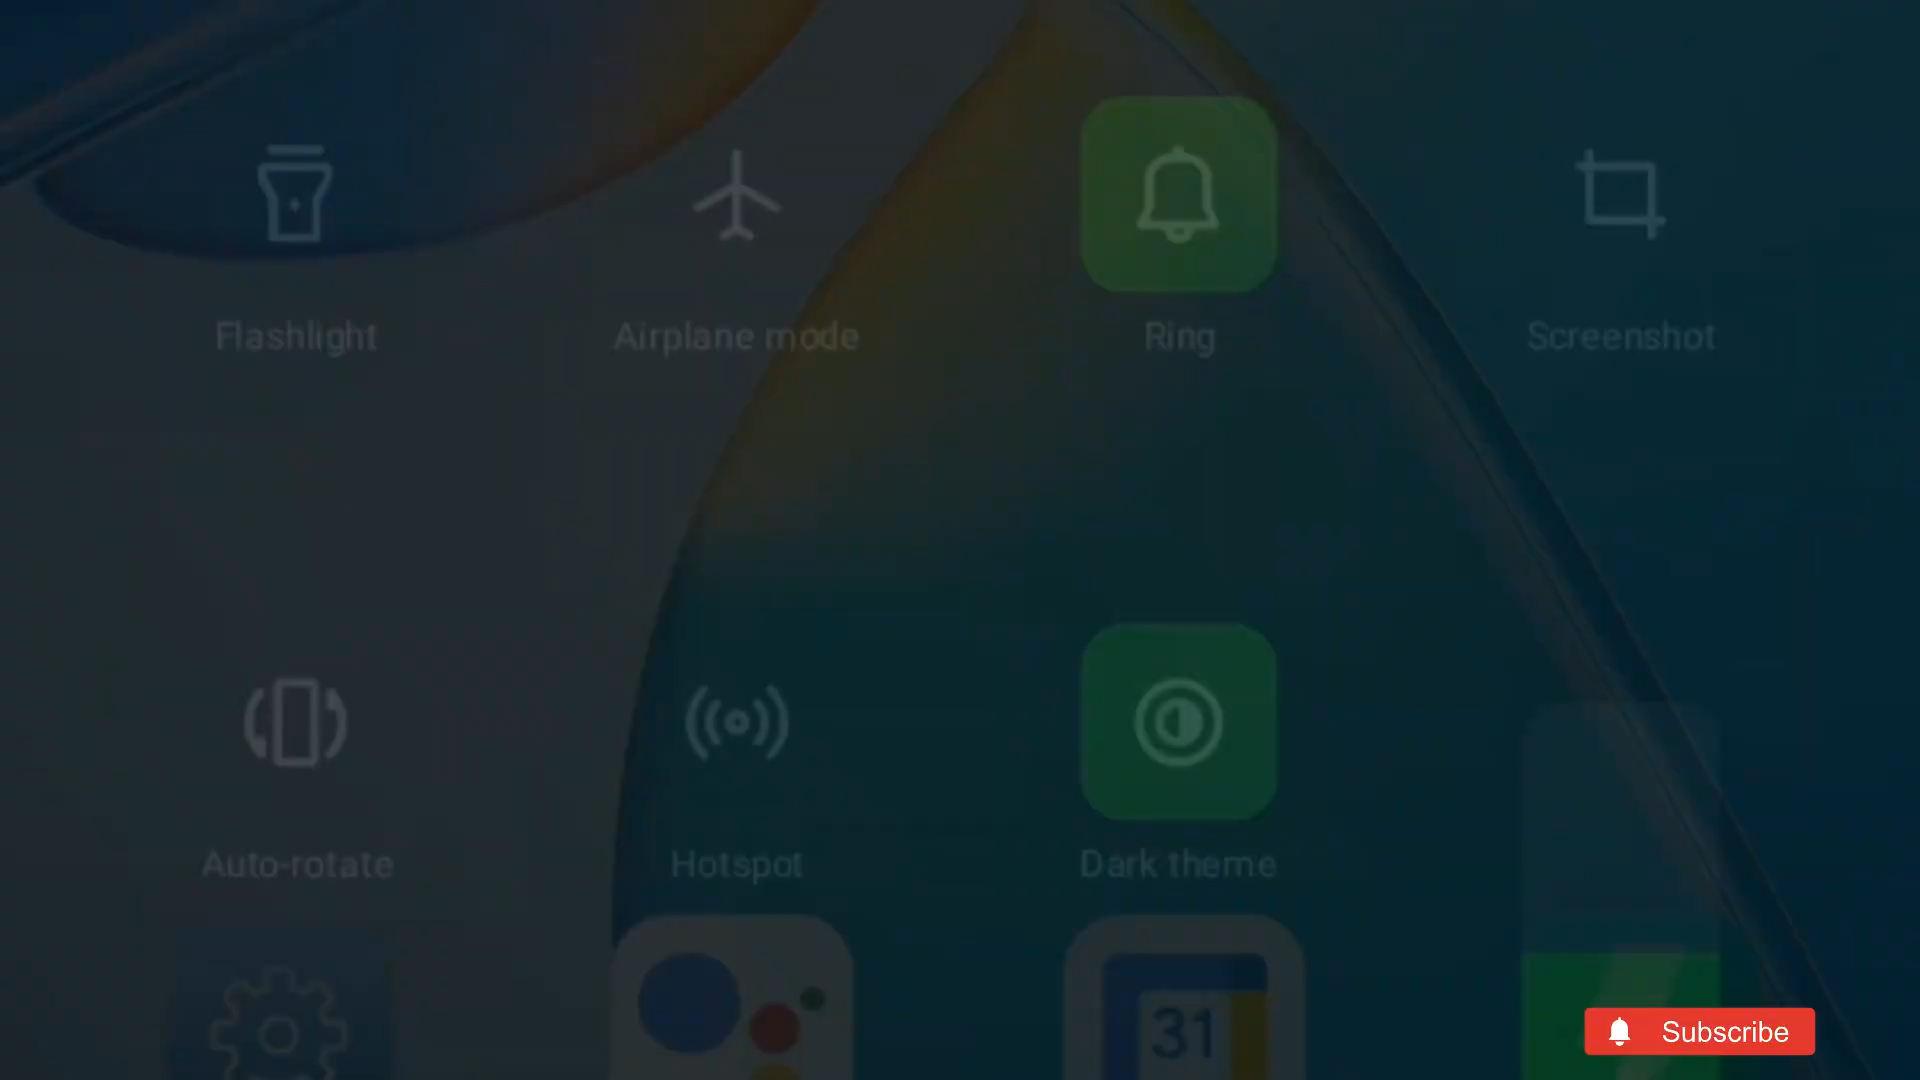 Flashlight
Airplane mode
Ring
Screenshot
Auto-rotate
Hotspot
Dark theme
31
Subscribe